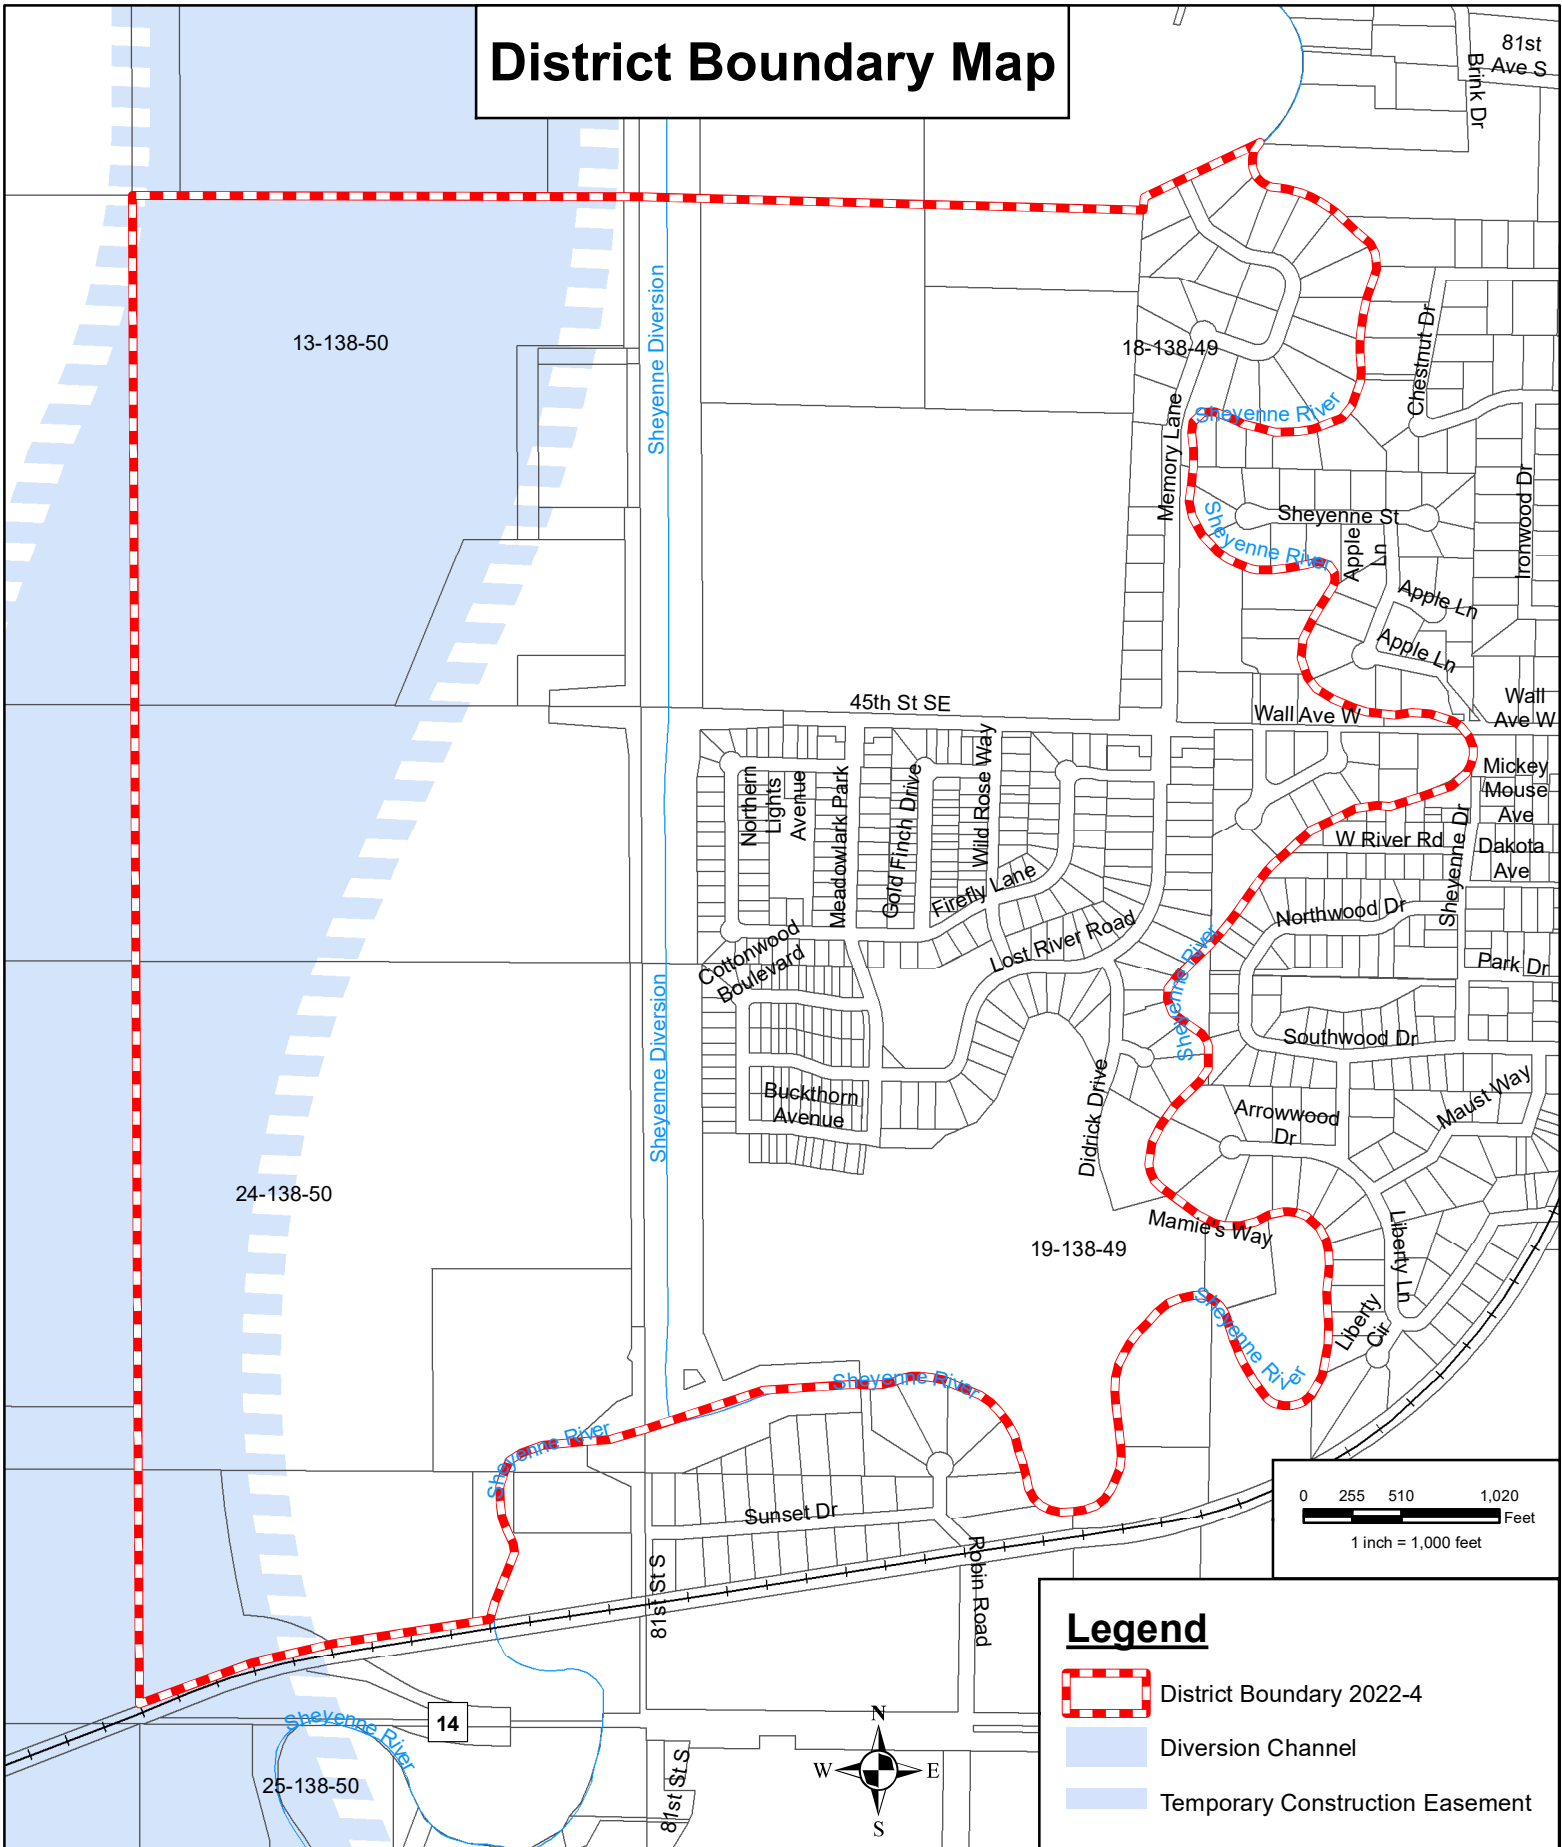 District Boundary Map
81st
Ave S
Brink Dr
13-138-50
Sheyenne Diversion
18-138-49
Chestnut Dr
Sheyenne River
Memory Lane
Sheyenne River
Sheyenne St
Apple
Ln
Ironwood Dr
Apple Ln
Apple Ln
45th St SE
Wall Ave W
Wall
Ave W
Northern
Lights
Avenue
Meadowlark Park
Gold Finch Drive
Wild Rose Way
Mickey
Mouse
Ave
W River Rd
Sheyenne Dr
Dakota
Ave
Firefly Lane
Northwood Dr
Cottonwood
Boulevard
Lost River Road
Sheyenne River
Park Dr
Sheyenne Diversion
Southwood Dr
Buckthorn
Avenue
Didrick Drive
Arrowwood
Dr
Maust Way
24-138-50
Mamie's Way
19-138-49
Liberty Ln
Sheyenne River
Liberty
Cir
Sheyenne River
Sheyenne River
Sunset Dr
81st St S
Robin Road
0 255 510 1,020
Feet
1 inch = 1,000 feet
Legend
District Boundary 2022-4
Diversion Channel
Temporary Construction Easement
14
Sheyenne River
25-138-50
81st St S
N
W E
S